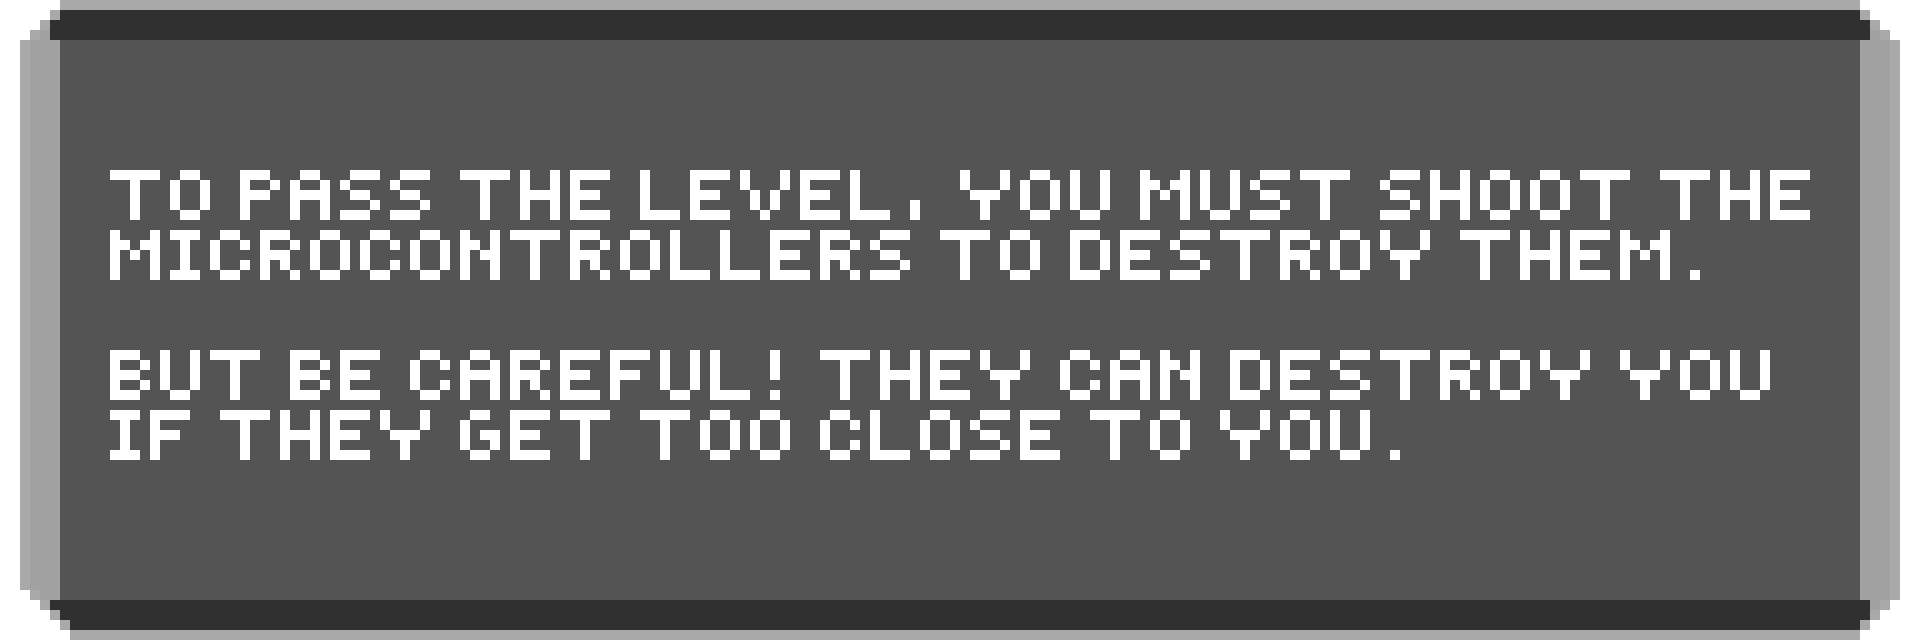 TO PASS THE LEVEL, YOU MUST SHOOT THE
MICROCONTROLLERS TO DESTROY THEM.
BUT BE CAREFUL! THEY CAN DESTROY YOU
IF THEY GET TOO CLOSE TO YOU.